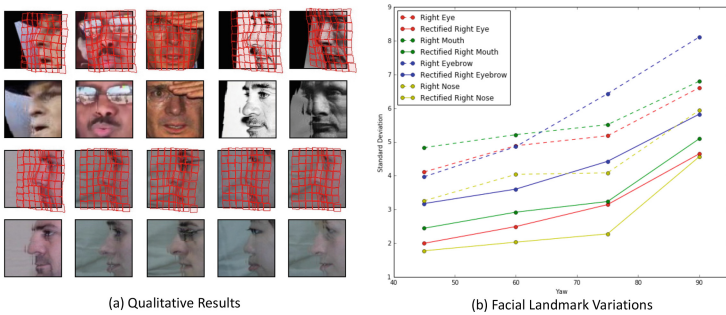 Right Eye
Rectified Right Eye
Right Mouth
Rectified Right Mouth
Right Eyebrow
Rectified Right Eyebrow
Right Nose
Rectified Right Nose
Standard Deviation
9
8
7
6
5
4
3
2
1
40
50
60
70
80
90
100
Yaw
(a) Qualitative Results
(b) Facial Landmark Variations